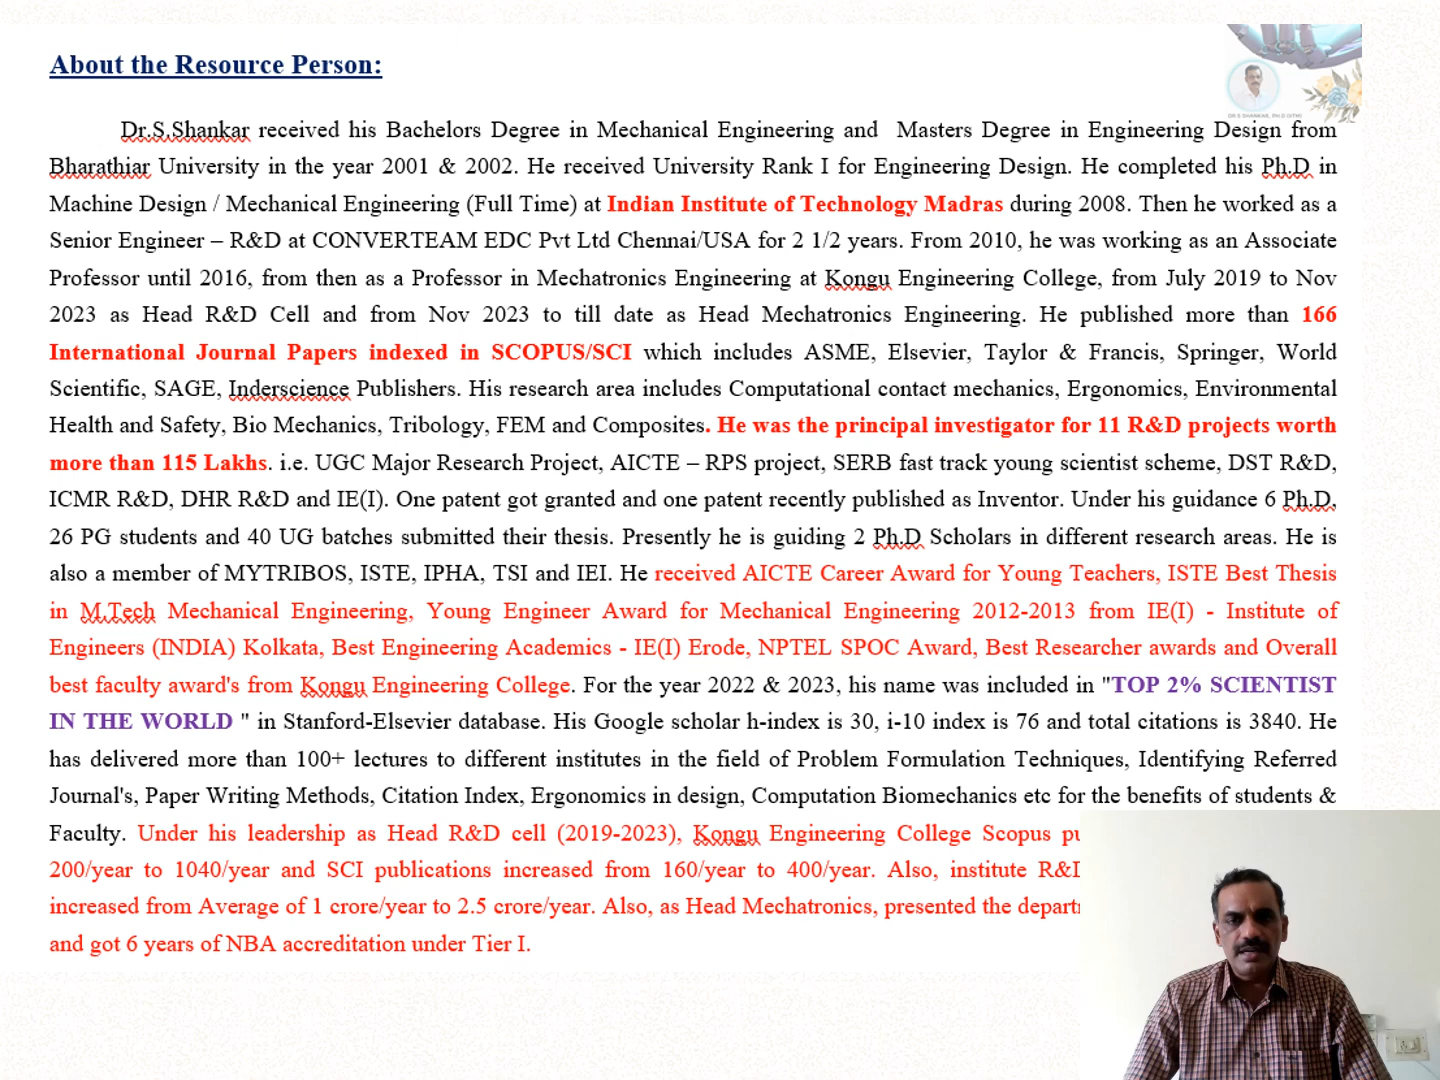 About the Resource Person:
DR.S.SHANKAR, PH.D (IITM)
Dr.S.Shankar received his Bachelors Degree in Mechanical Engineering and Masters Degree in Engineering Design from
Bharathiar University in the year 2001 & 2002. He received University Rank I for Engineering Design. He completed his Ph.D in
Machine Design / Mechanical Engineering (Full Time) at Indian Institute of Technology Madras during 2008. Then he worked as a
Senior Engineer – R&D at CONVERTEAM EDC Pvt Ltd Chennai/USA for 2 1/2 years. From 2010, he was working as an Associate
Professor until 2016, from then as a Professor in Mechatronics Engineering at Kongu Engineering College, from July 2019 to Nov
2023 as Head R&D Cell and from Nov 2023 to till date as Head Mechatronics Engineering. He published more than 166
International Journal Papers indexed in SCOPUS/SCI which includes ASME, Elsevier, Taylor & Francis, Springer, World
Scientific, SAGE, Inderscience Publishers. His research area includes Computational contact mechanics, Ergonomics, Environmental
Health and Safety, Bio Mechanics, Tribology, FEM and Composites. He was the principal investigator for 11 R&D projects worth
more than 115 Lakhs. i.e. UGC Major Research Project, AICTE – RPS project, SERB fast track young scientist scheme, DST R&D,
ICMR R&D, DHR R&D and IE(I). One patent got granted and one patent recently published as Inventor. Under his guidance 6 Ph.D,
26 PG students and 40 UG batches submitted their thesis. Presently he is guiding 2 Ph.D Scholars in different research areas. He is
also a member of MYTRIBOS, ISTE, IPHA, TSI and IEI. He received AICTE Career Award for Young Teachers, ISTE Best Thesis
in M.Tech Mechanical Engineering, Young Engineer Award for Mechanical Engineering 2012-2013 from IE(I) - Institute of
Engineers (INDIA) Kolkata, Best Engineering Academics - IE(I) Erode, NPTEL SPOC Award, Best Researcher awards and Overall
best faculty award's from Kongu Engineering College. For the year 2022 & 2023, his name was included in "TOP 2% SCIENTIST
IN THE WORLD " in Stanford-Elsevier database. His Google scholar h-index is 30, i-10 index is 76 and total citations is 3840. He
has delivered more than 100+ lectures to different institutes in the field of Problem Formulation Techniques, Identifying Referred
Journal's, Paper Writing Methods, Citation Index, Ergonomics in design, Computation Biomechanics etc for the benefits of students &
Faculty. Under his leadership as Head R&D cell (2019-2023), Kongu Engineering College Scopus pu
200/year to 1040/year and SCI publications increased from 160/year to 400/year. Also, institute R&D
increased from Average of 1 crore/year to 2.5 crore/year. Also, as Head Mechatronics, presented the depart
and got 6 years of NBA accreditation under Tier I.